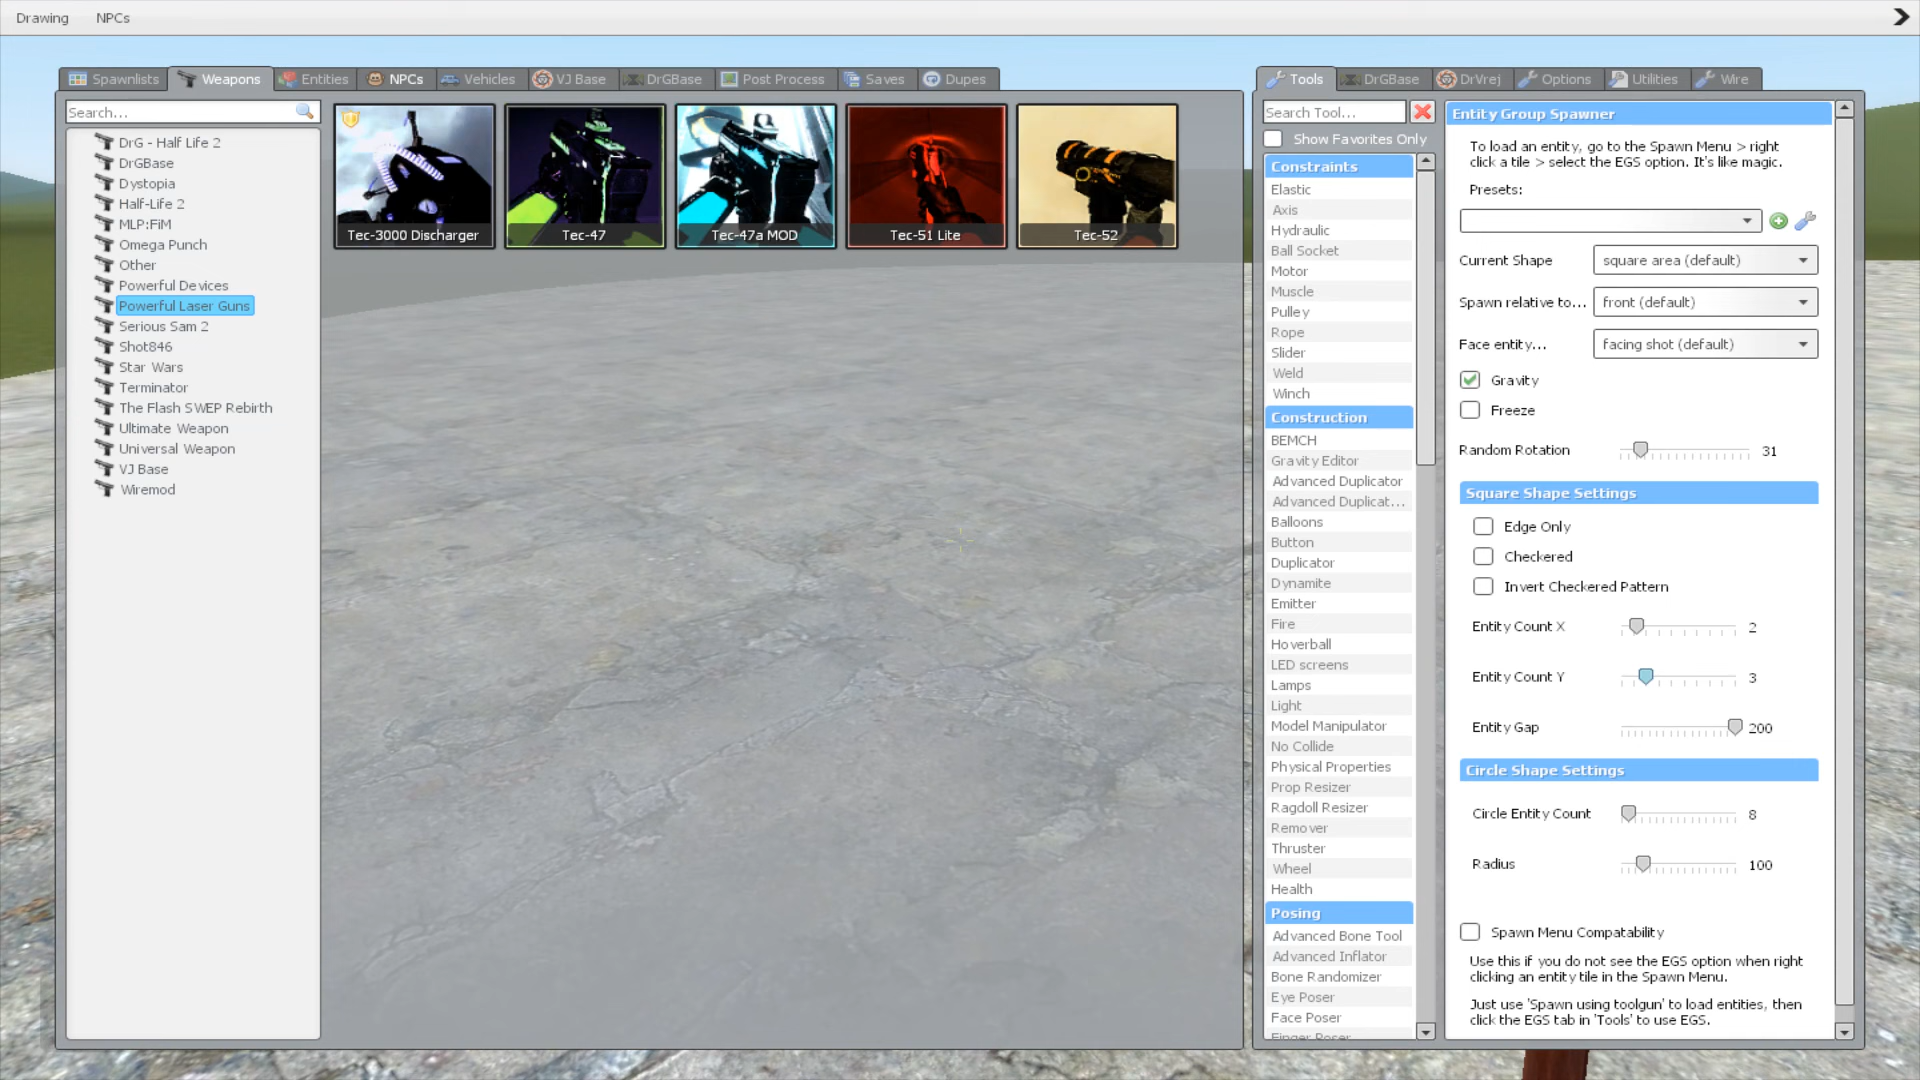 Drawing NPCs
Spawnlists Weapons Entities NPCs Vehicles VJ Base DrGBase Post Process Saves Dupes
Search...
DrG - Half Life 2
DrGBase
Dystopia
Half-Life 2
MLP:FiM
Omega Punch
Other
Powerful Devices
Powerful Laser Guns
Serious Sam 2
Shot846
Star Wars
Terminator
The Flash SWEP Rebirth
Ultimate Weapon
Universal Weapon
VJ Base
Wiremod
Tec-3000 Discharger
Tec-47
Tec-47a MOD
Tec-51 Lite
Tec-52
Tools DrGBase DrVrej Options Utilities Wire
Search Tool...
Show Favorites Only
Constraints
Elastic
Axis
Hydraulic
Ball Socket
Motor
Muscle
Pulley
Rope
Slider
Weld
Winch
Construction
BEMCH
Gravity Editor
Advanced Duplicator
Advanced Duplicat...
Balloons
Button
Duplicator
Dynamite
Emitter
Fire
Hoverball
LED screens
Lamps
Light
Model Manipulator
No Collide
Physical Properties
Prop Resizer
Ragdoll Resizer
Remover
Thruster
Wheel
Health
Posing
Advanced Bone Tool
Advanced Inflator
Bone Randomizer
Eye Poser
Face Poser
Finger Poser
Entity Group Spawner
To load an entity, go to the Spawn Menu > right
click a tile > select the EGS option. It's like magic.
Presets:
Current Shape square area (default)
Spawn relative to... front (default)
Face entity... facing shot (default)
Gravity
Freeze
Random Rotation 31
Square Shape Settings
Edge Only
Checkered
Invert Checkered Pattern
Entity Count X 2
Entity Count Y 3
Entity Gap 200
Circle Shape Settings
Circle Entity Count 8
Radius 100
Spawn Menu Compatability
Use this if you do not see the EGS option when right
clicking an entity tile in the Spawn Menu.
Just use 'Spawn using toolgun' to load entities, then
click the EGS tab in 'Tools' to use EGS.